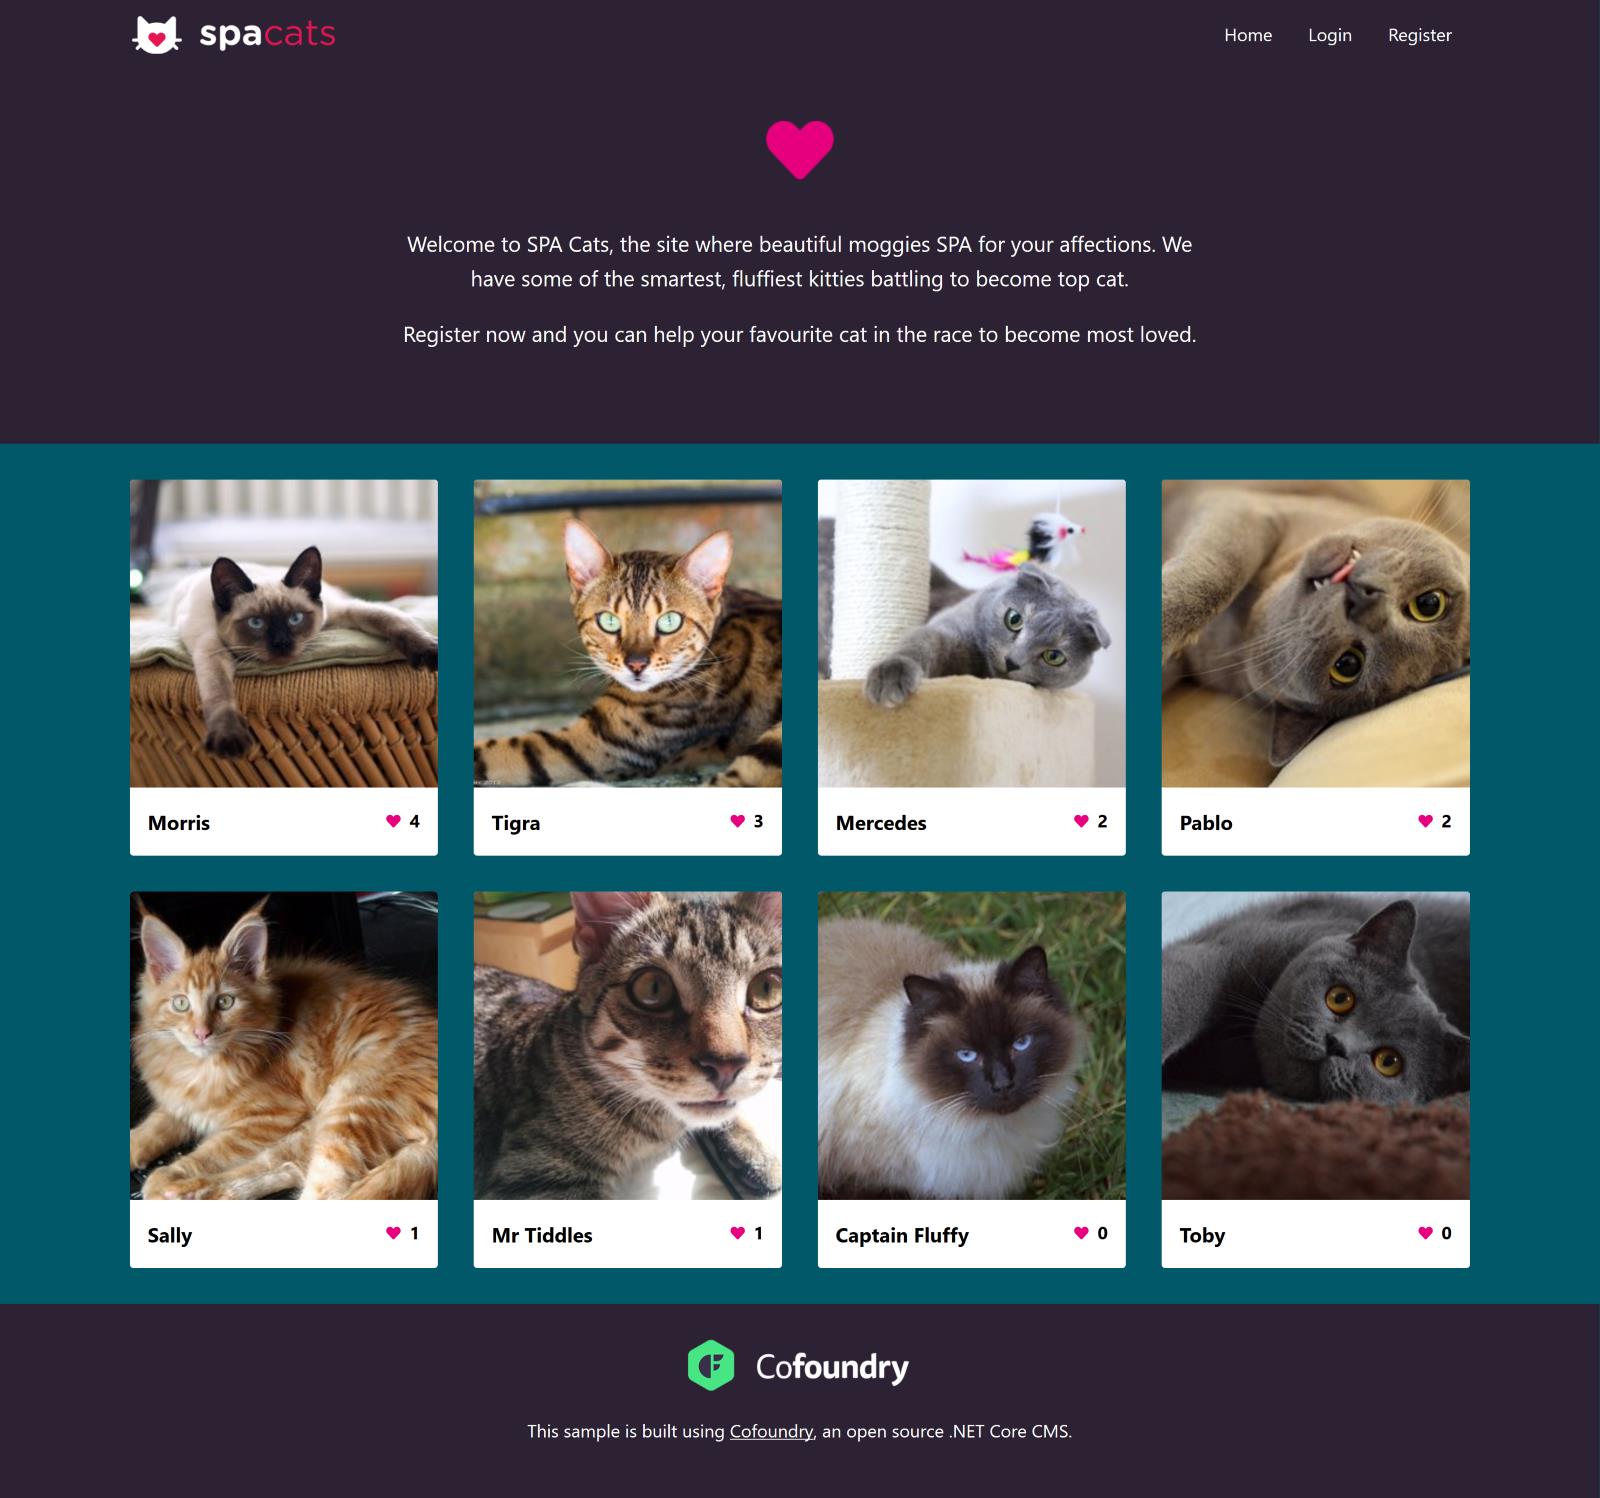 spacats
Home Login Register
Welcome to SPA Cats, the site where beautiful moggies SPA for your affections. We
have some of the smartest, fluffiest kitties battling to become top cat.
Register now and you can help your favourite cat in the race to become most loved.
Morris 4
Tigra 3
Mercedes 2
Pablo 2
Sally 1
Mr Tiddles 1
Captain Fluffy 0
Toby 0
Cofoundry
This sample is built using Cofoundry, an open source .NET Core CMS.